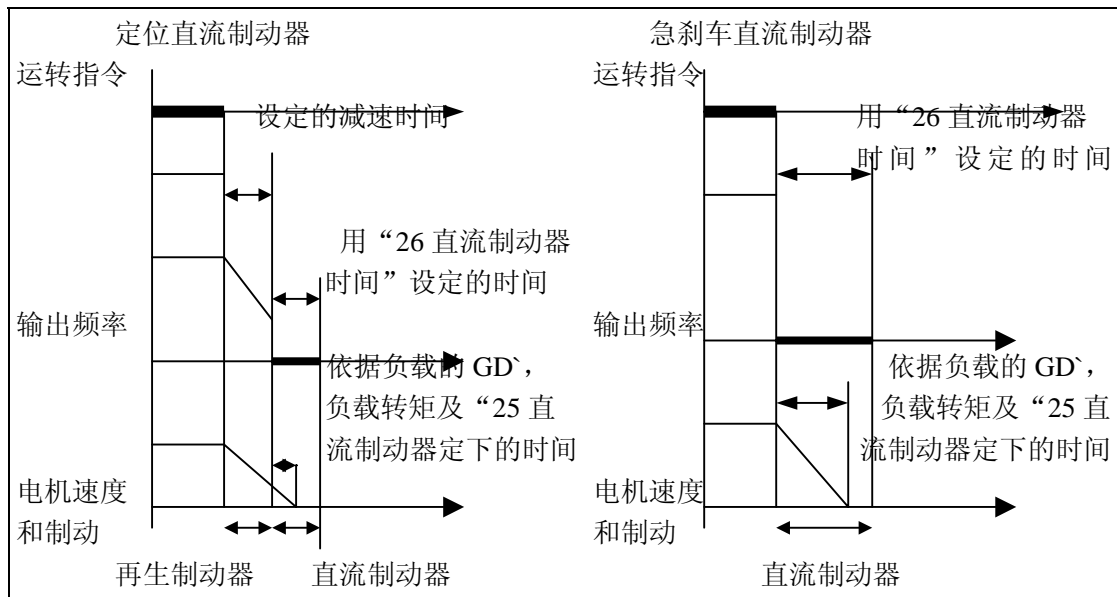 定位直流制动器
运转指令
设定的减速时间
用“26 直流制动器
时间”设定的时间
输出频率
依据负载的 GD`,
负载转矩及“25 直
流制动器定下的时间
电机速度
和制动
再生制动器
直流制动器
急刹车直流制动器
运转指令
用“26 直流制动器
时间”设定的时间
输出频率
依据负载的 GD`,
负载转矩及“25 直
流制动器定下的时间
电机速度
和制动
直流制动器